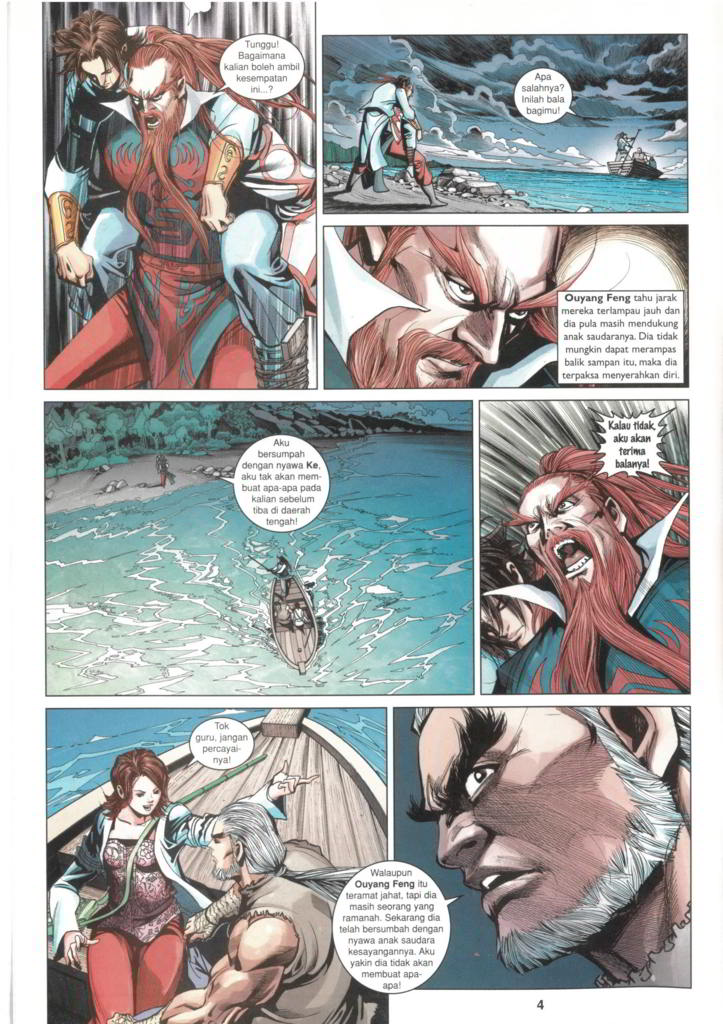 Tunggu!
Bagaimana
kalian boleh ambil
kesempatan
ini...?
Apa
salahnya?
Inilah bala
bagimu!
Ouyang Feng tahu jarak
mereka terlampau jauh dan
dia pula masih mendukung
anak saudaranya. Dia tidak
mungkin dapat merampas
balik sampan itu, maka dia
terpaksa menyerahkan diri.
Aku
bersumpah
dengan nyawa Ke,
aku tak akan mem-
buat apa-apa pada
kalian sebelum
tiba di daerah
tengah!
Kalau tidak,
aku akan
terima
balanya!
Tok
guru, jangan
percayai-
nya!
Walaupun
Ouyang Feng itu
teramat jahat, tapi dia
masih seorang yang
ramanah. Sekarang dia
telah bersumbah dengan
nyawa anak saudara
kesayangannya. Aku
yakin dia tidak akan
membuat apa-
apa!
4